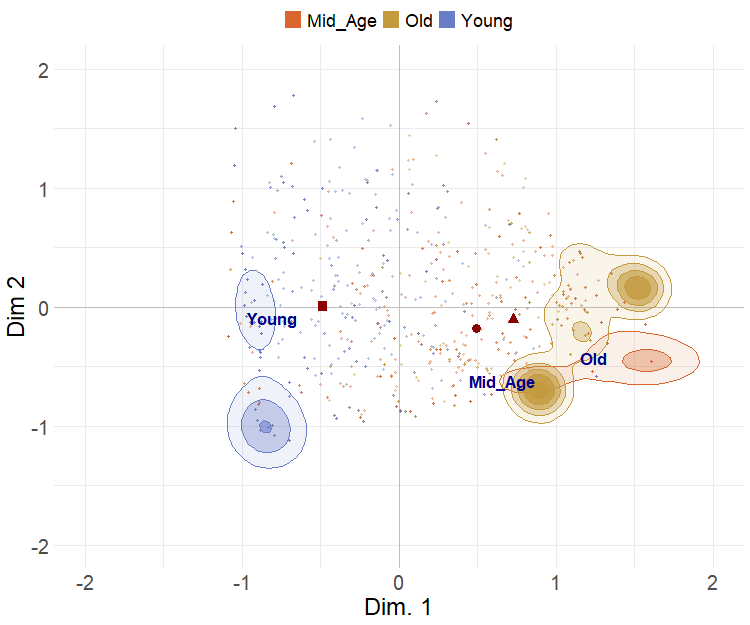 Mid_Age Old Young
2
1
0
-1
-2
Dim 2
Young
Old
Mid_Age
-2 -1 0 1 2
Dim. 1